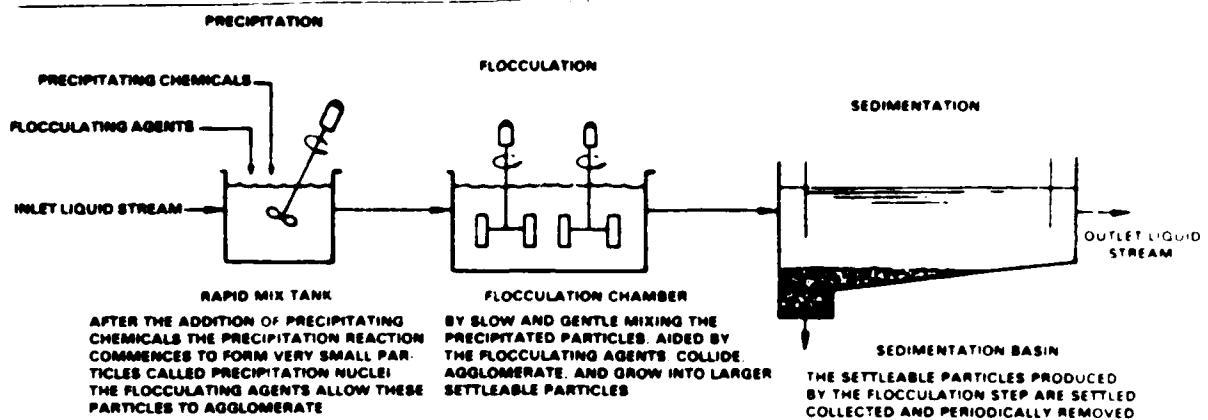 PRECIPITATION
PRECIPITATING CHEMICALS
FLOCCULATING AGENTS
INLET LIQUID STREAM
RAPID MIX TANK
AFTER THE ADDITION OF PRECIPITATING
CHEMICALS THE PRECIPITATION REACTION
COMMENCES TO FORM VERY SMALL PAR-
TICLES CALLED PRECIPITATION NUCLEI
THE FLOCCULATING AGENTS ALLOW THESE
PARTICLES TO AGGLOMERATE
FLOCCULATION
FLOCCULATION CHAMBER
BY SLOW AND GENTLE MIXING THE
PRECIPITATED PARTICLES, AIDED BY
THE FLOCCULATING AGENTS, COLLIDE,
AGGLOMERATE, AND GROW INTO LARGER
SETTLEABLE PARTICLES
SEDIMENTATION
OUTLET LIQUID
STREAM
SEDIMENTATION BASIN
THE SETTLEABLE PARTICLES PRODUCED
BY THE FLOCCULATION STEP ARE SETTLED
COLLECTED AND PERIODICALLY REMOVED